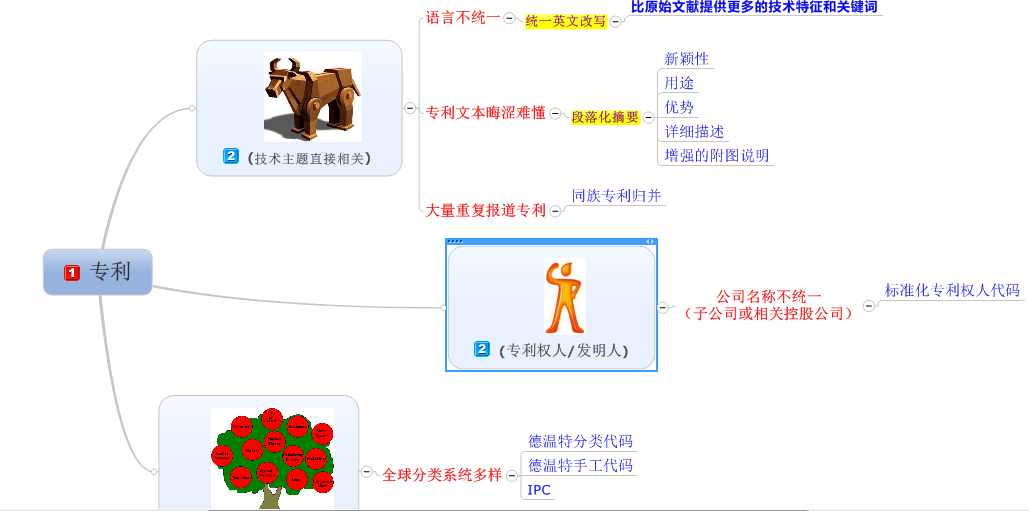 比原始文献提供更多的技术特征和关键词
语言不统一
统一英文改写
新颖性
用途
专利文本晦涩难懂
段落化摘要
优势
详细描述
增强的附图说明
2 (技术主题直接相关)
大量重复报道专利
同族专利归并
1 专利
公司名称不统一
(子公司或相关控股公司)
标准化专利权人代码
2 (专利权人/发明人)
德温特分类代码
全球分类系统多样
德温特手工代码
IPC